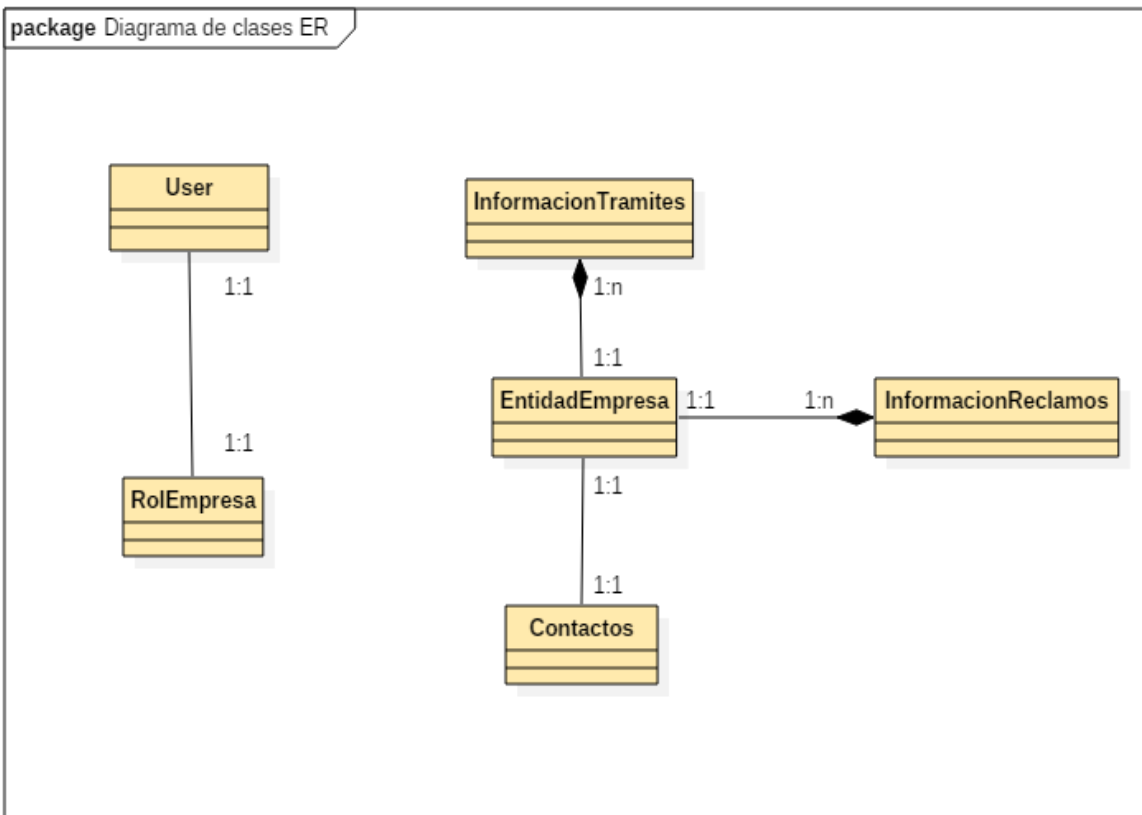 package Diagrama de clases ER
User
1:1
1:1
RolEmpresa
InformacionTramites
1:n
1:1
EntidadEmpresa
1:1
1:n
InformacionReclamos
1:1
1:1
Contactos